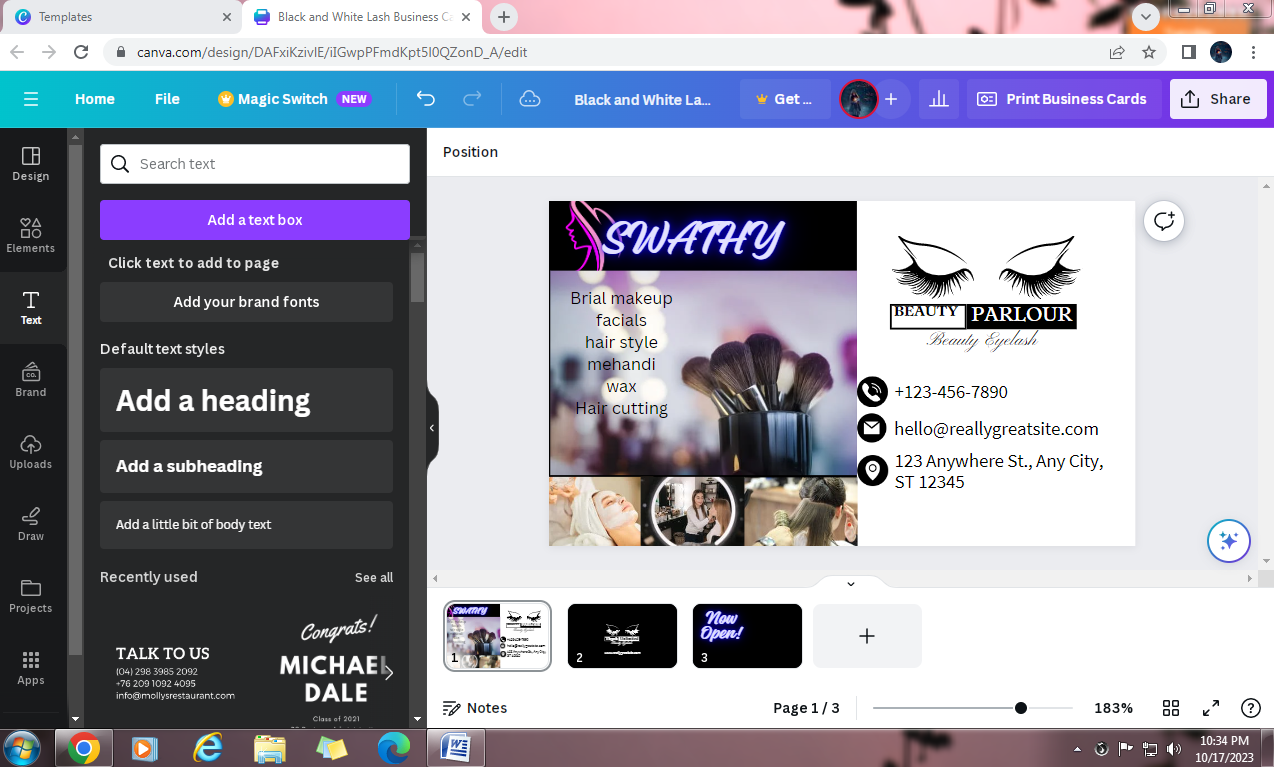 Templates
Black and White Lash Business Ca
canva.com/design/DAFxiKzivIE/iIGwpPFmdKpt5I0QZonD_A/edit
Home
File
Magic Switch
NEW
Black and White La...
Get ...
Print Business Cards
Share
Design
Elements
Text
Brand
Uploads
Draw
Projects
Apps
Search text
Add a text box
Click text to add to page
Add your brand fonts
Default text styles
Add a heading
Add a subheading
Add a little bit of body text
Recently used
See all
TALK TO US
(04) 298 3985 2092
+76 209 1092 4095
info@mollysrestaurant.com
Congrats!
MICHAEL
DALE
Class of 2021
Position
SWATHY
Brial makeup
facials
hair style
mehandi
wax
Hair cutting
BEAUTY PARLOUR
Beauty Eyelash
+123-456-7890
hello@reallygreatsite.com
123 Anywhere St., Any City,
ST 12345
SWATHY
1
2
Now
Open!
3
Notes
Page 1 / 3
183%
10:34 PM
10/17/2023